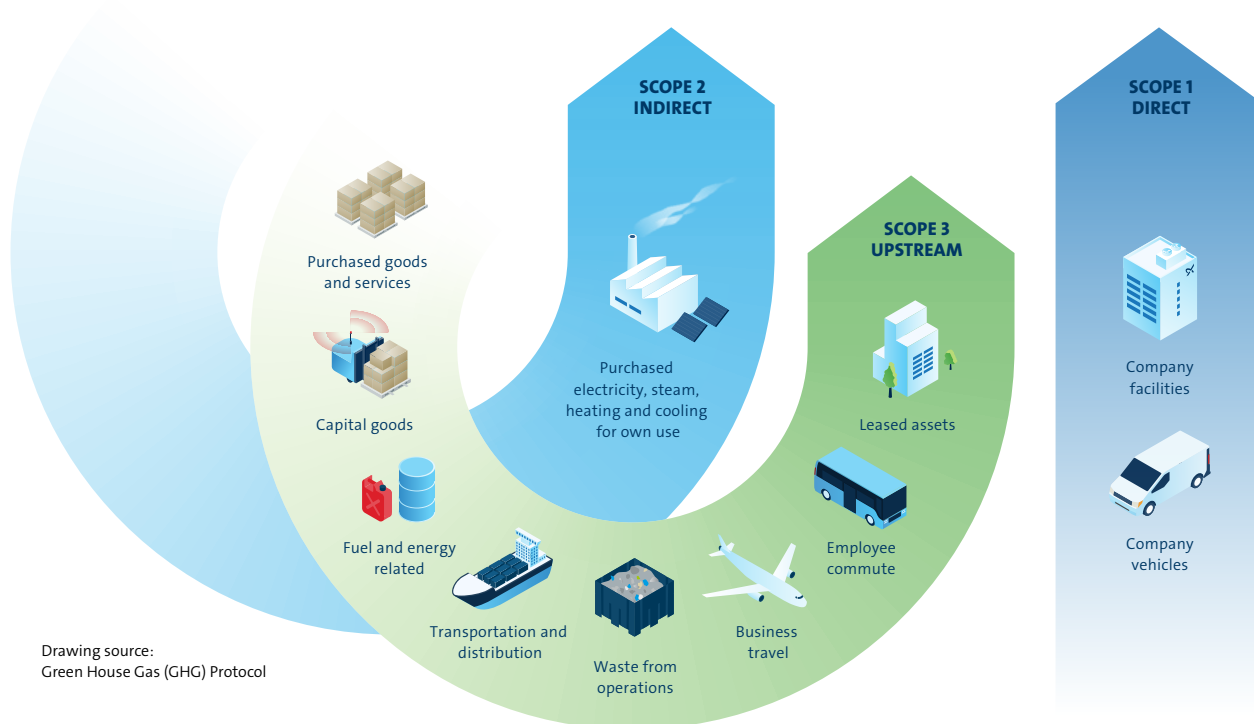 SCOPE 2
INDIRECT
SCOPE 1
DIRECT
Purchased goods
and services
SCOPE 3
UPSTREAM
Purchased
electricity, steam,
heating and cooling
for own use
Company
facilities
Capital goods
Leased assets
Fuel and energy
related
Employee
commute
Company
vehicles
Transportation and
distribution
Waste from
operations
Business
travel
Drawing source:
Green House Gas (GHG) Protocol